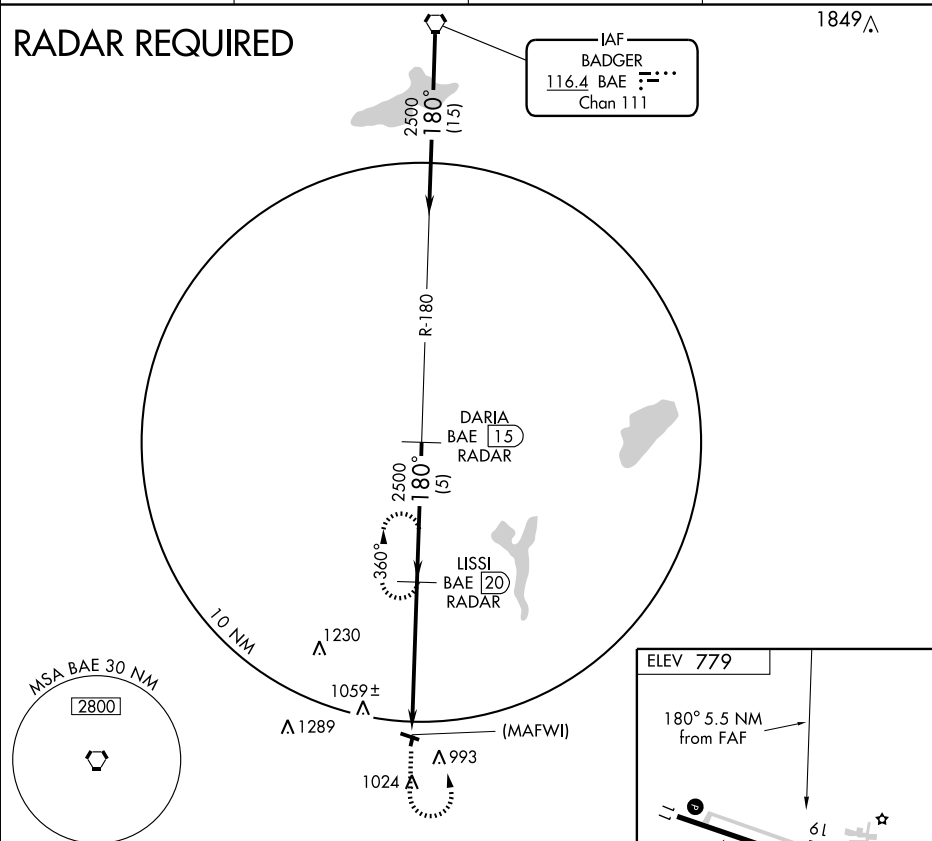 RADAR REQUIRED
1849
IAF
BADGER
116.4 BAE
Chan 111
2500
180°
(15)
R-180
DARIA
BAE 15
RADAR
2500
180°
(5)
360°
LISSI
BAE 20
RADAR
10 NM
1230
1059±
1289
(MAFWI)
993
1024
MSA BAE 30 NM
2800
ELEV 779
180° 5.5 NM
from FAF
P
11
19